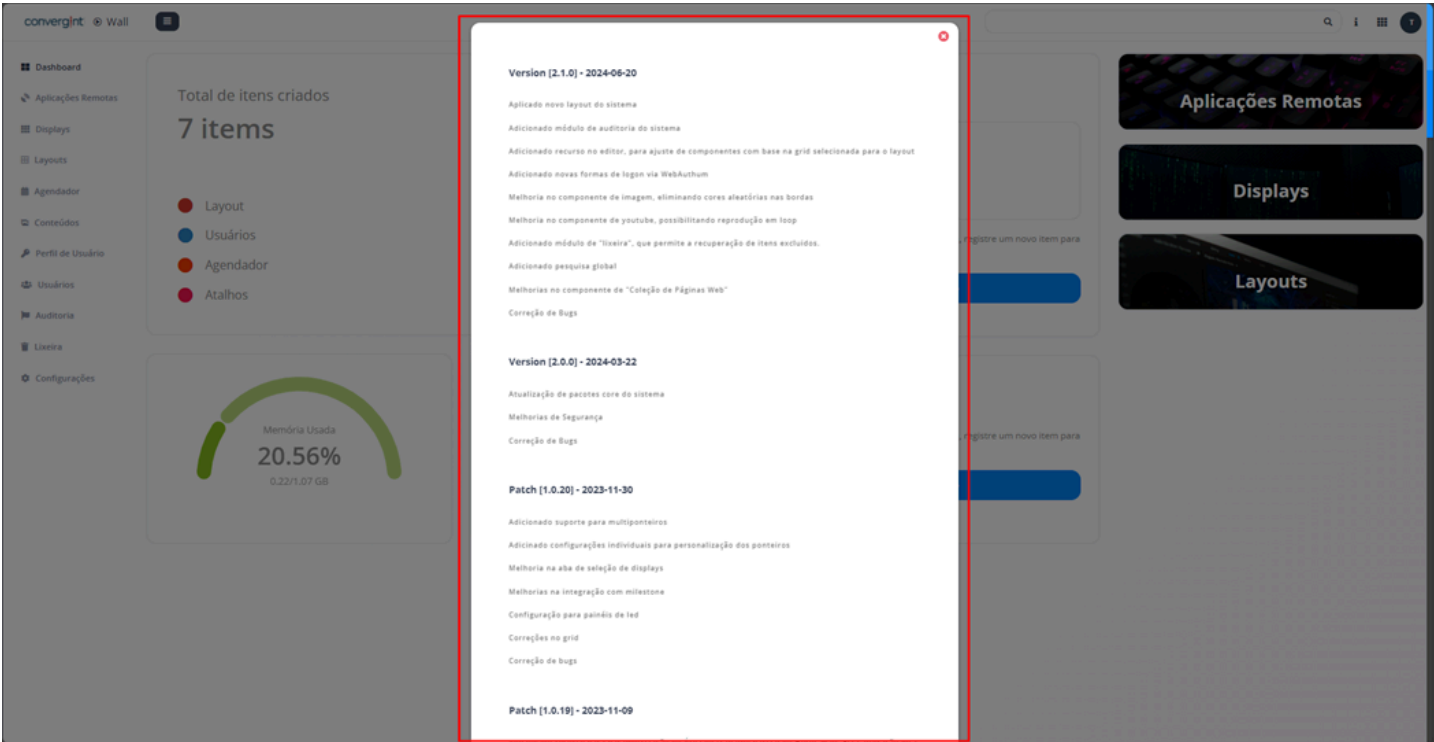 convergint Wall
T
Dashboard
Aplicações Remotas
Displays
Layouts
Agendador
Conteúdos
Perfil de Usuário
Usuários
Auditoria
Lixeira
Configurações
Total de itens criados
7 items
Layout
Usuários
Agendador
Atalhos
Memória Usada
20.56%
0.22/1.07 GB
Version [2.1.0] - 2024-06-20
Aplicado novo layout do sistema
Adicionado módulo de auditoria do sistema
Adicionado recurso no editor, para ajuste de componentes com base na grid selecionada para o layout
Adicionado novas formas de logon via WebAuthum
Melhoria no componente de imagem, eliminando cores aleatórias nas bordas
Melhoria no componente de youtube, possibilitando reprodução em loop
Adicionado módulo de "lixeira", que permite a recuperação de itens excluidos.
Adicionado pesquisa global
Melhorias no componente de "Coleção de Páginas Web"
Correção de Bugs
Version [2.0.0] - 2024-03-22
Atualização de pacotes core do sistema
Melhorias de Segurança
Correção de Bugs
Patch [1.0.20] - 2023-11-30
Adicionado suporte para multiponteiros
Adicinado configurações individuais para personalização dos ponteiros
Melhoria na aba de seleção de displays
Melhorias na integração com milestone
Configuração para painéis de led
Correções no grid
Correção de bugs
Patch [1.0.19] - 2023-11-09
, registre um novo item para
, registre um novo item para
Aplicações Remotas
Displays
Layouts